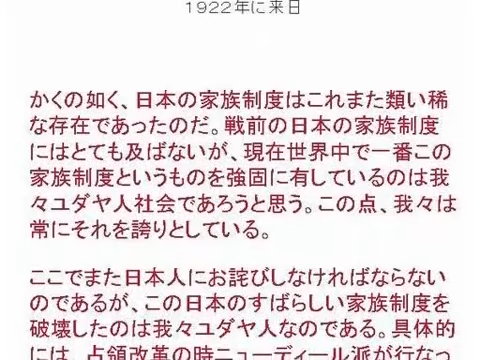 1922年に来日
かくの如く、日本の家族制度はこれまた類い稀
な存在であったのだ。戦前の日本の家族制度
にはとても及ばないが、現在世界中で一番この
家族制度というものを強固に有しているのは我
々ユダヤ人社会であろうと思う。この点、我々は
常にそれを誇りとしている。
ここでまた日本人にお詫びしなければならない
のであるが、この日本のすばらしい家族制度を
破壊したのは我々ユダヤ人なのである。具体的
には、占領改革の時ニューディール派が行なっ